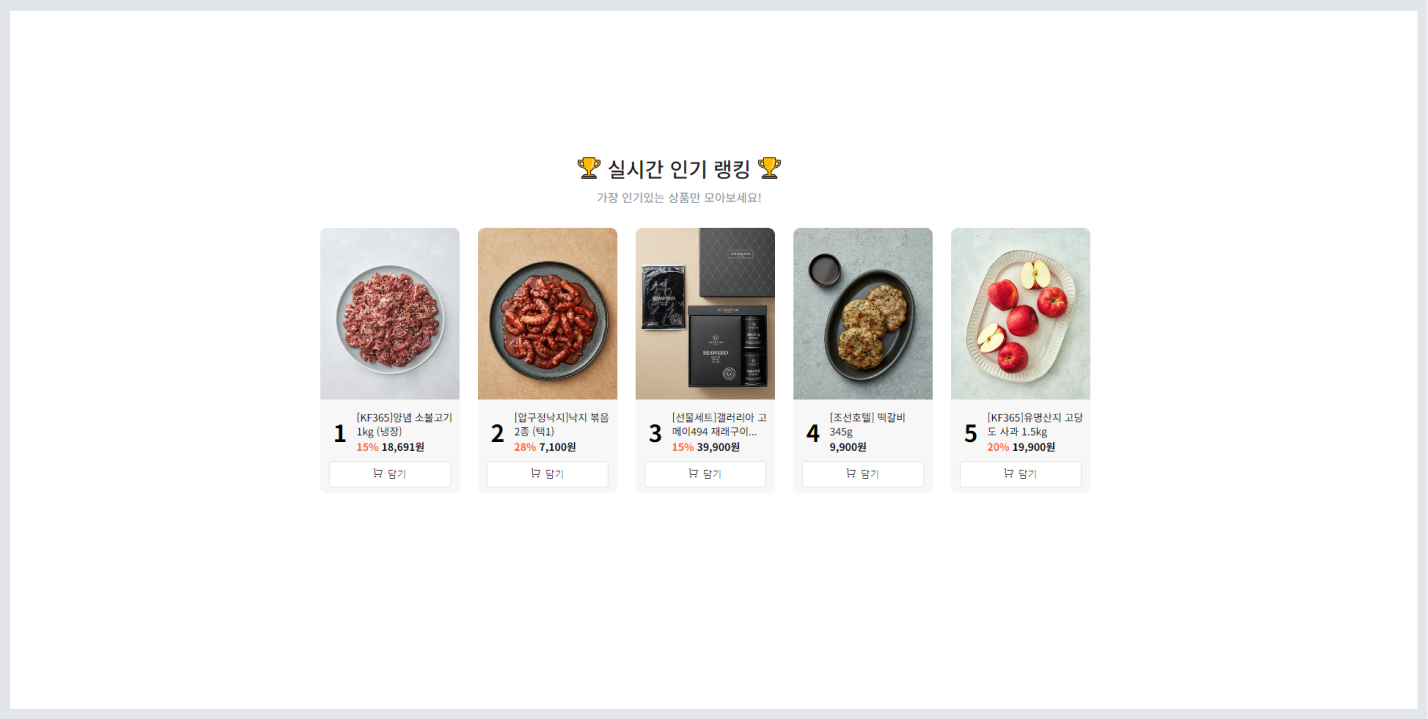 실시간 인기 랭킹
가장 인기있는 상품만 모아보세요!
SEAWEED
SEAWEED
1
[KF365]양념 소불고기
1kg (냉장)
15% 18,691원
담기
2
[압구정낙지]낙지 볶음
2종 (택1)
28% 7,100원
담기
3
[선물세트]갤러리아 고
메이494 재래구이...
15% 39,900원
담기
4
[조선호텔] 떡갈비
345g
9,900원
담기
5
[KF365]유명산지 고당
도 사과 1.5kg
20% 19,900원
담기